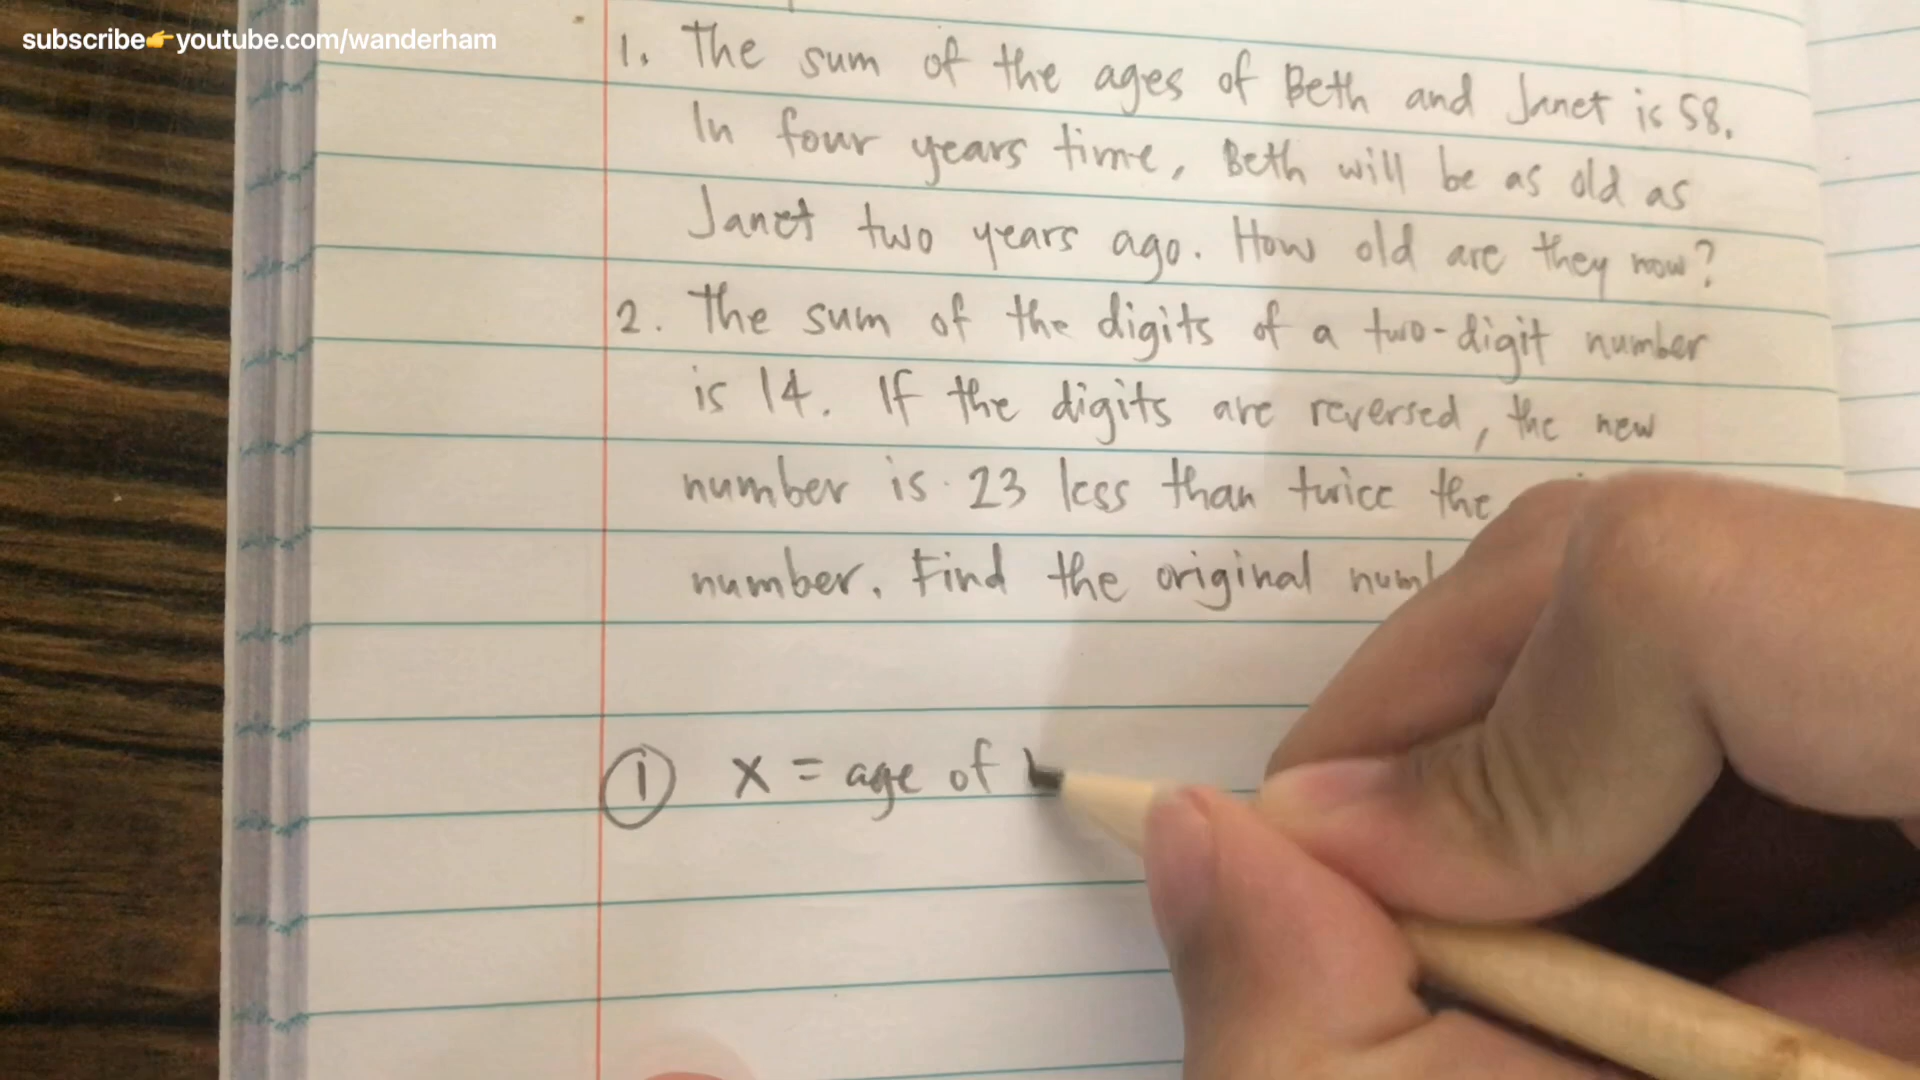 subscribe👉youtube.com/wanderham
1. The sum of the ages of Beth and Janet is 58.
In four years time, Beth will be as old as
Janet two years ago. How old are they now?
2. The sum of the digits of a two-digit number
is 14. If the digits are reversed, the new
number is 23 less than twice the
number. Find the original
① x = age of